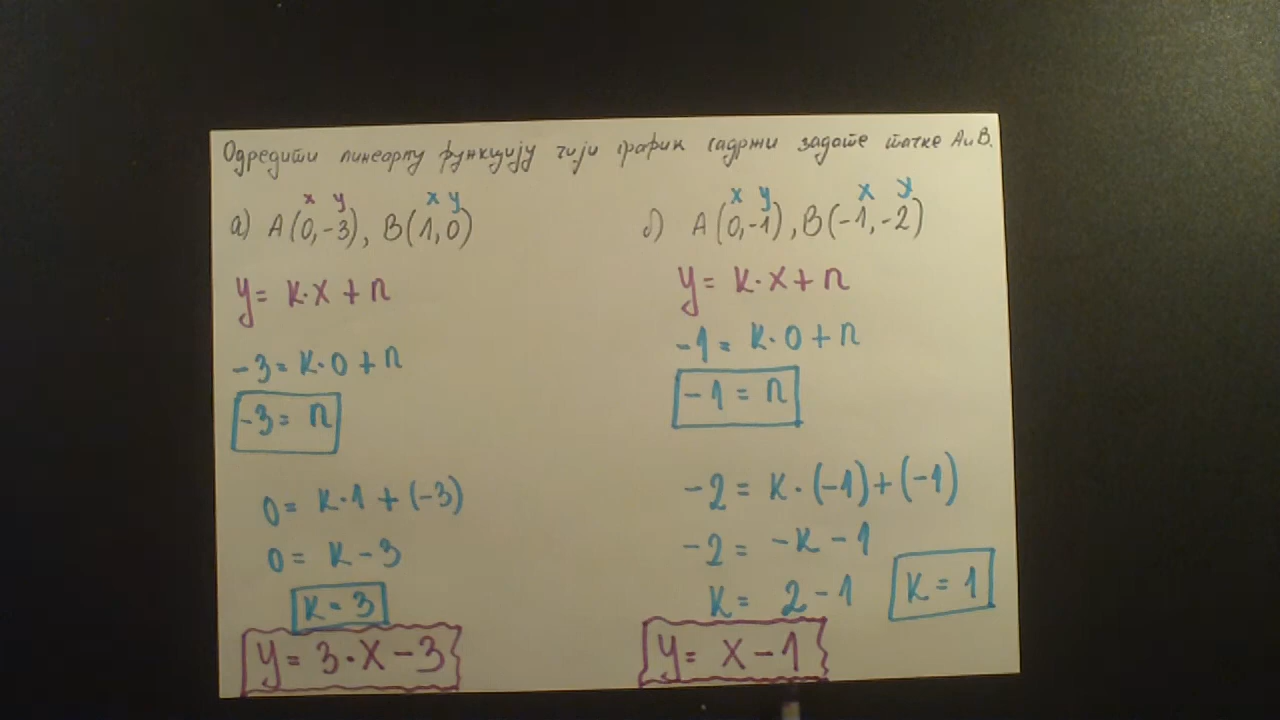 Одредити линеарну функцију чији график садржи задате тачке А и В.
x y x y
а) A(0,-3), B(1,0)
y = k·x + n
-3 = k·0 + n
-3 = n
0 = k·1 + (-3)
0 = k - 3
k = 3
y = 3·x - 3
x y x y
б) A(0,-1), B(-1,-2)
y = k·x + n
-1 = k·0 + n
-1 = n
-2 = k·(-1) + (-1)
-2 = -k - 1
k = 2 - 1
k = 1
y = x - 1